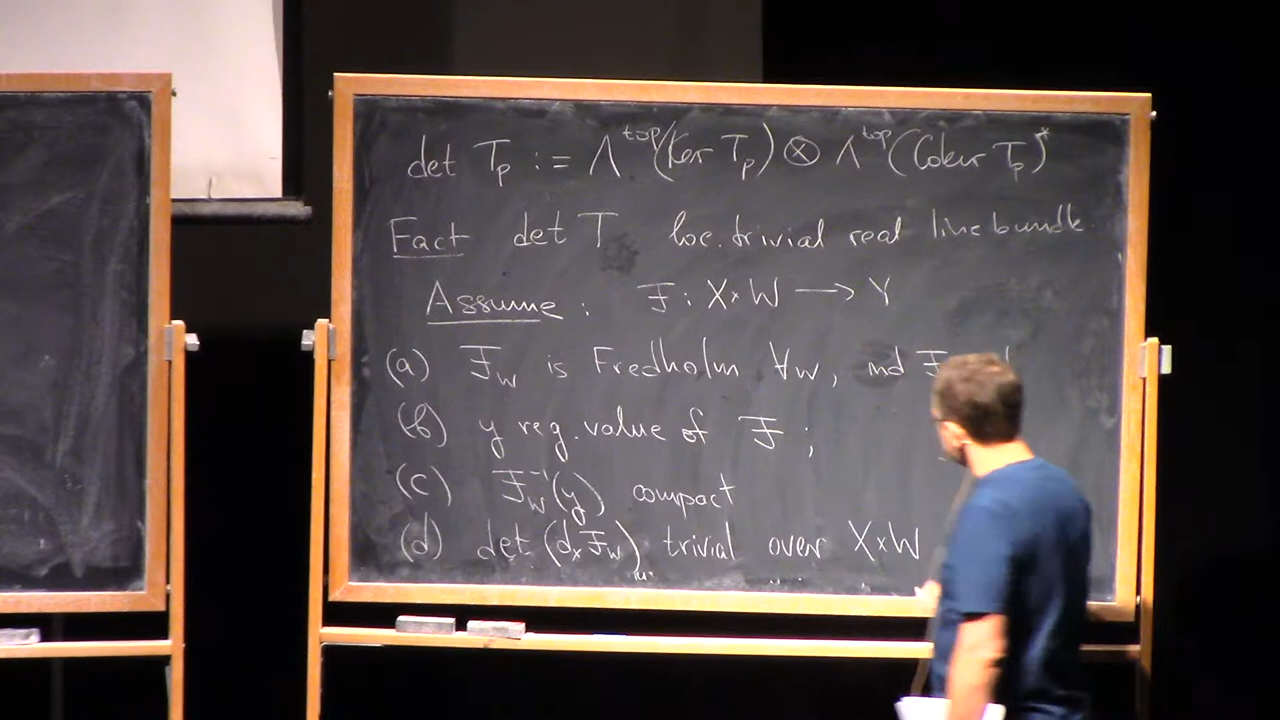 det T_p := Λ^top(Ker T_p) ⊗ Λ^top(Coker T_p)*
Fact det T loc. trivial real line bundle.
Assume : F : X × W → Y
(a) F_w is Fredholm ∀w, ind F
(b) y reg. value of F ;
(c) F_w^{-1}(y) compact
(d) det (d_x F_w) trivial over X×W